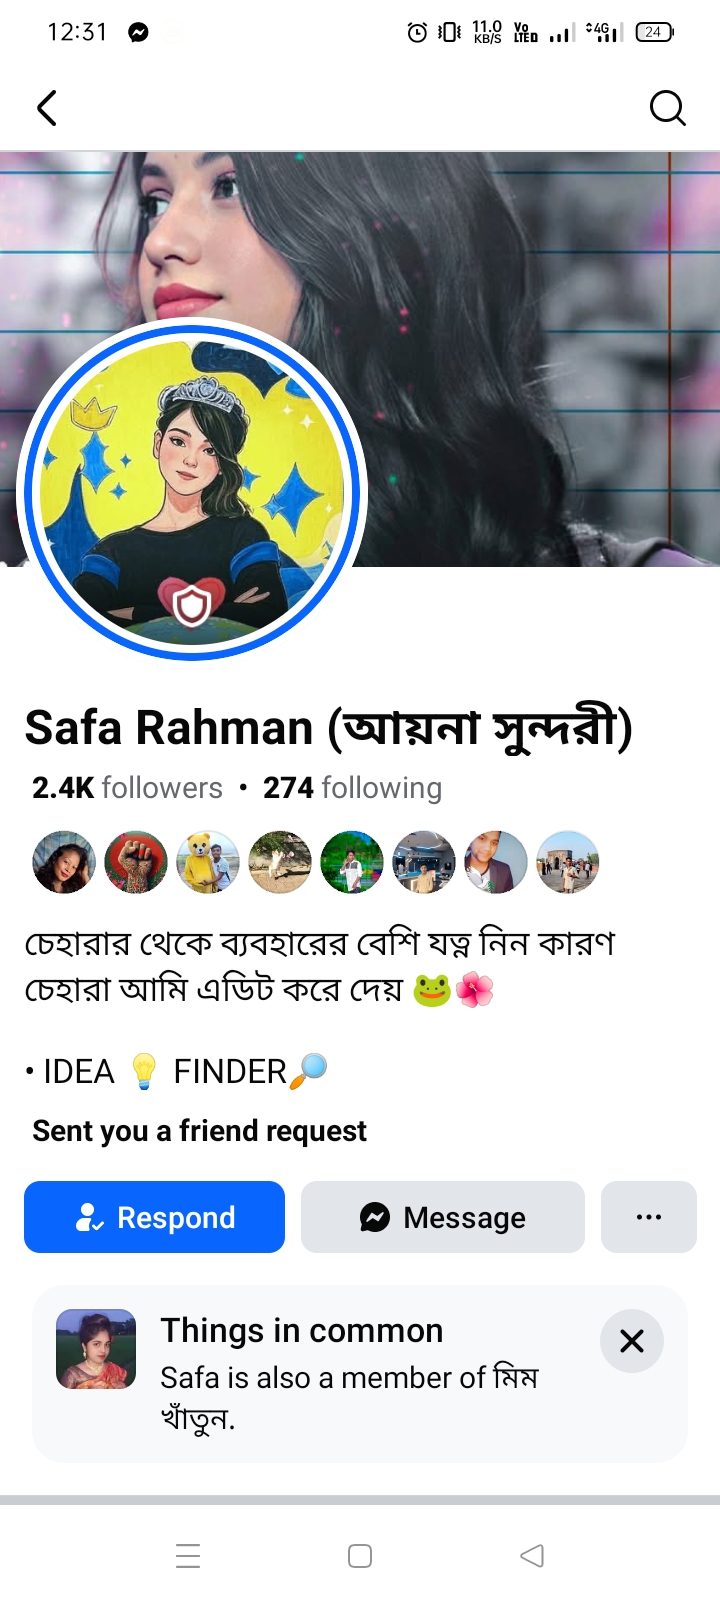 12:31
11.0 KB/S
Vo LTED
4G
24
Safa Rahman (আয়না সুন্দরী)
2.4K followers • 274 following
চেহারার থেকে ব্যবহারের বেশি যত্ন নিন কারণ
চেহারা আমি এডিট করে দেয় 🐸🌺
• IDEA 💡 FINDER🔎
Sent you a friend request
Respond
Message
Things in common
Safa is also a member of মিম
খাঁতুন.